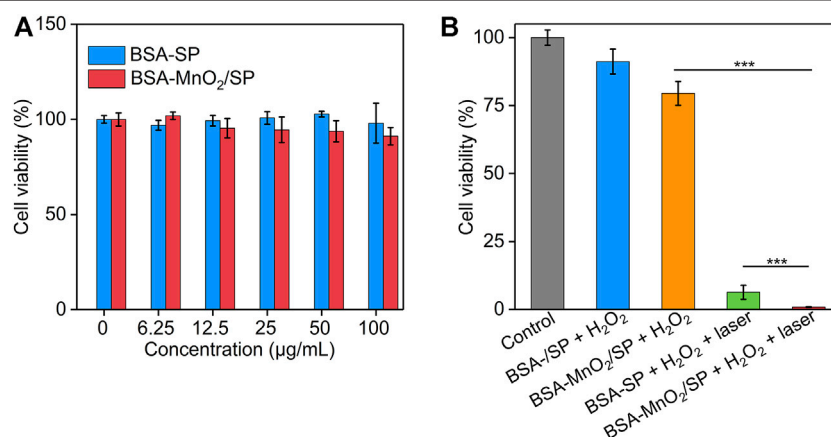 A
150
100
50
0
Cell viability (%)
BSA-SP
BSA-MnO₂/SP
0 6.25 12.5 25 50 100
Concentration (μg/mL)
B
100
75
50
25
0
Cell viability (%)
***
***
Control
BSA-/SP + H₂O₂
BSA-MnO₂/SP + H₂O₂
BSA-SP + H₂O₂ + laser
BSA-MnO₂/SP + H₂O₂ + laser